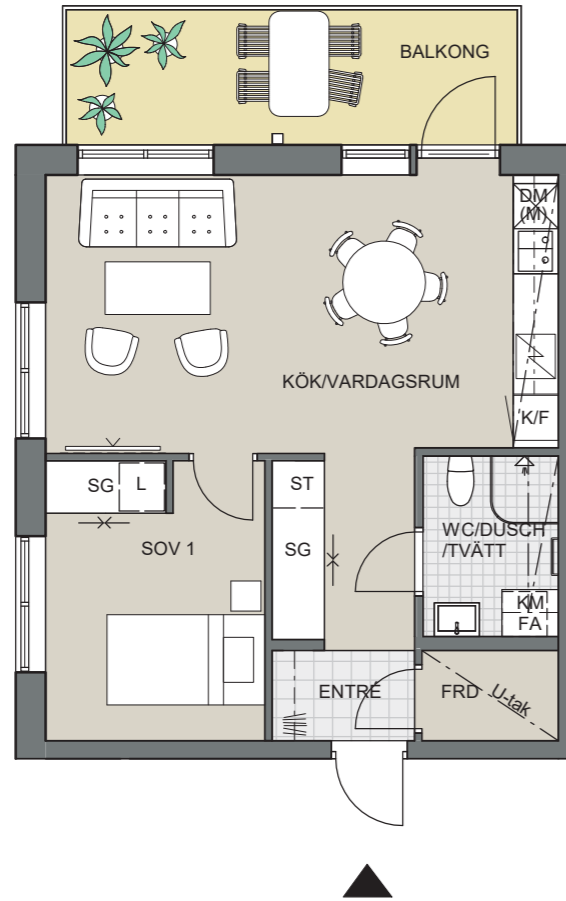 BALKONG
DM
(M)
KÖK/VARDAGSRUM
K/F
SG
L
ST
SOV 1
SG
WC/DUSCH
/TVÄTT
KM
FA
ENTRÉ
FRD
U-tak